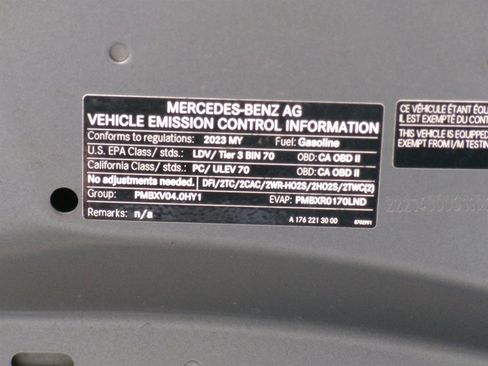 MERCEDES-BENZ AG
VEHICLE EMISSION CONTROL INFORMATION
Conforms to regulations: 2023 MY Fuel: Gasoline
U.S. EPA Class/ stds.: LDV/ Tier 3 BIN 70 OBD: CA OBD II
California Class/ stds.: PC/ ULEV 70 OBD: CA OBD II
No adjustments needed. DFI/2TC/2CAC/2WR-HO2S/2HO2S/2TWC(2)
Group: PMBXV04.0HY1 EVAP: PMBXR0170LND
Remarks: n/a A 176 221 30 00
CE VÉHICULE ÉTANT ÉQU
IL EST EXEMPTÉ DU CONT
THIS VEHICLE IS EQUIPPED
EXEMPT FROM I/M TESTING